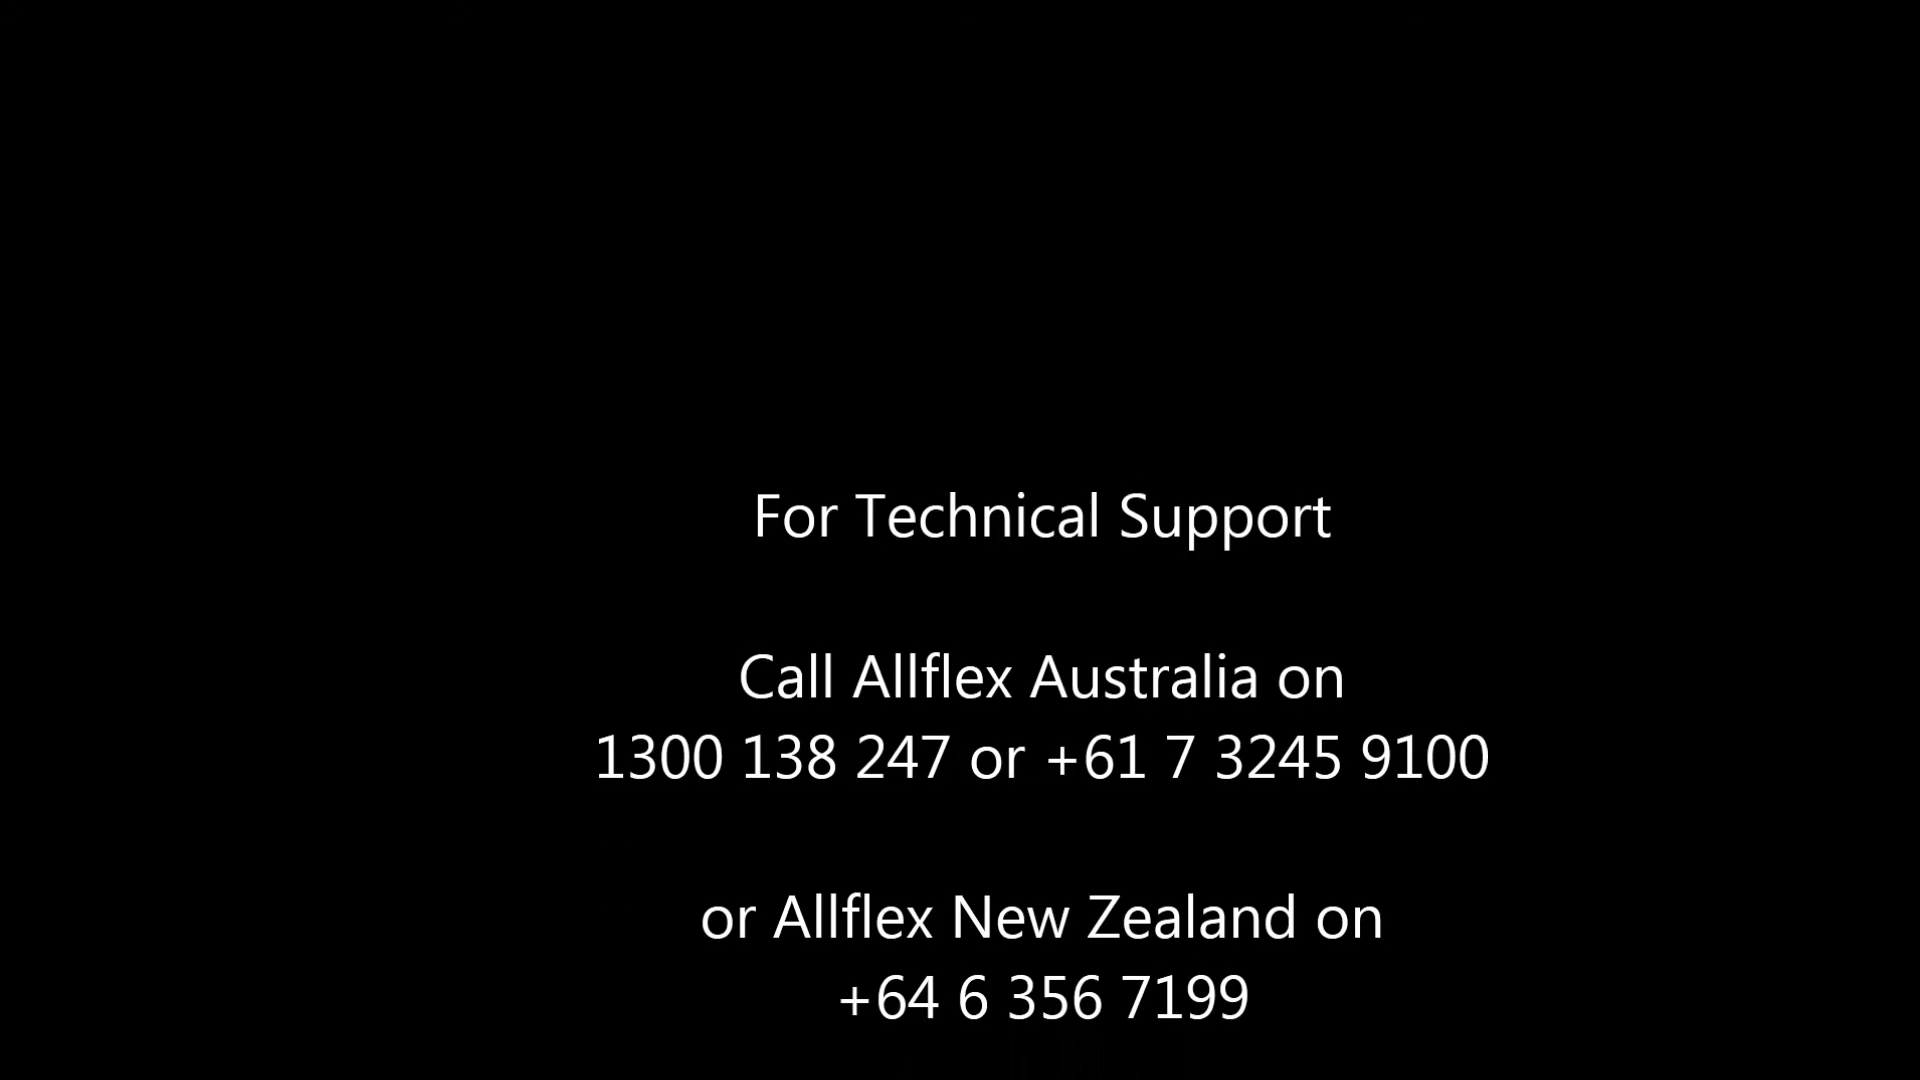 For Technical Support
Call Allflex Australia on
1300 138 247 or +61 7 3245 9100
or Allflex New Zealand on
+64 6 356 7199